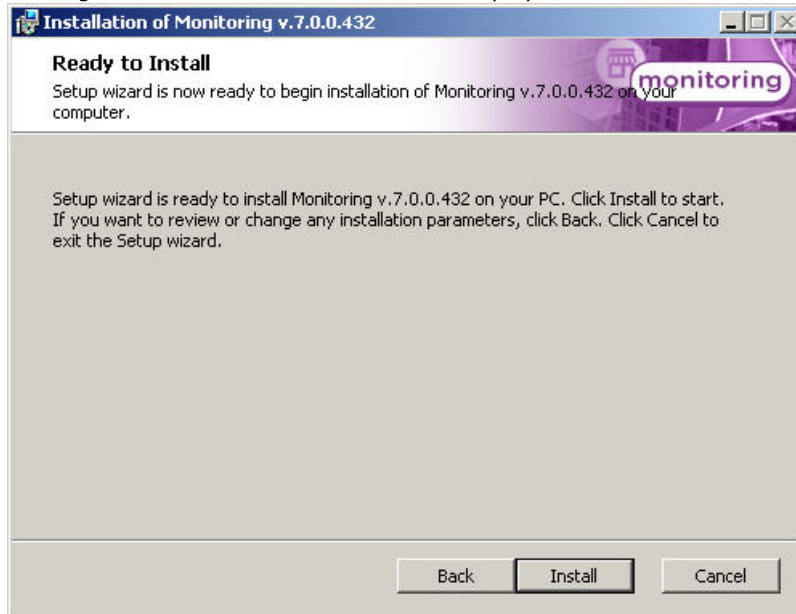 Installation of Monitoring v.7.0.0.432
Ready to Install
Setup wizard is now ready to begin installation of Monitoring v.7.0.0.432 on your
computer.
monitoring
Setup wizard is ready to install Monitoring v.7.0.0.432 on your PC. Click Install to start.
If you want to review or change any installation parameters, click Back. Click Cancel to
exit the Setup wizard.
Back Install Cancel